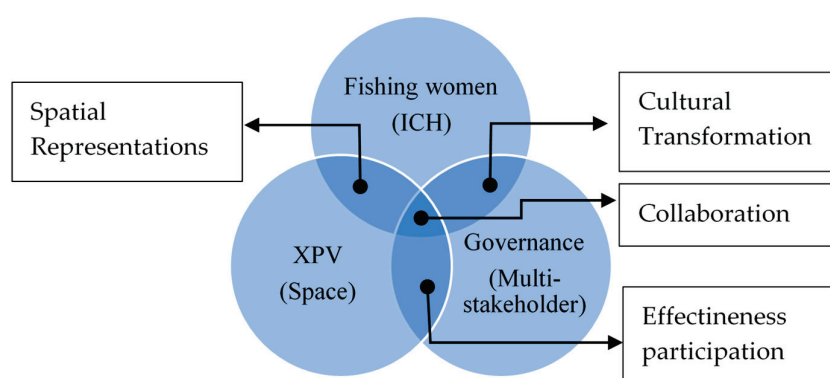 Spatial
Representations
Fishing women
(ICH)
Cultural
Transformation
Collaboration
XPV
(Space)
Governance
(Multi-
stakeholder)
Effectineness
participation